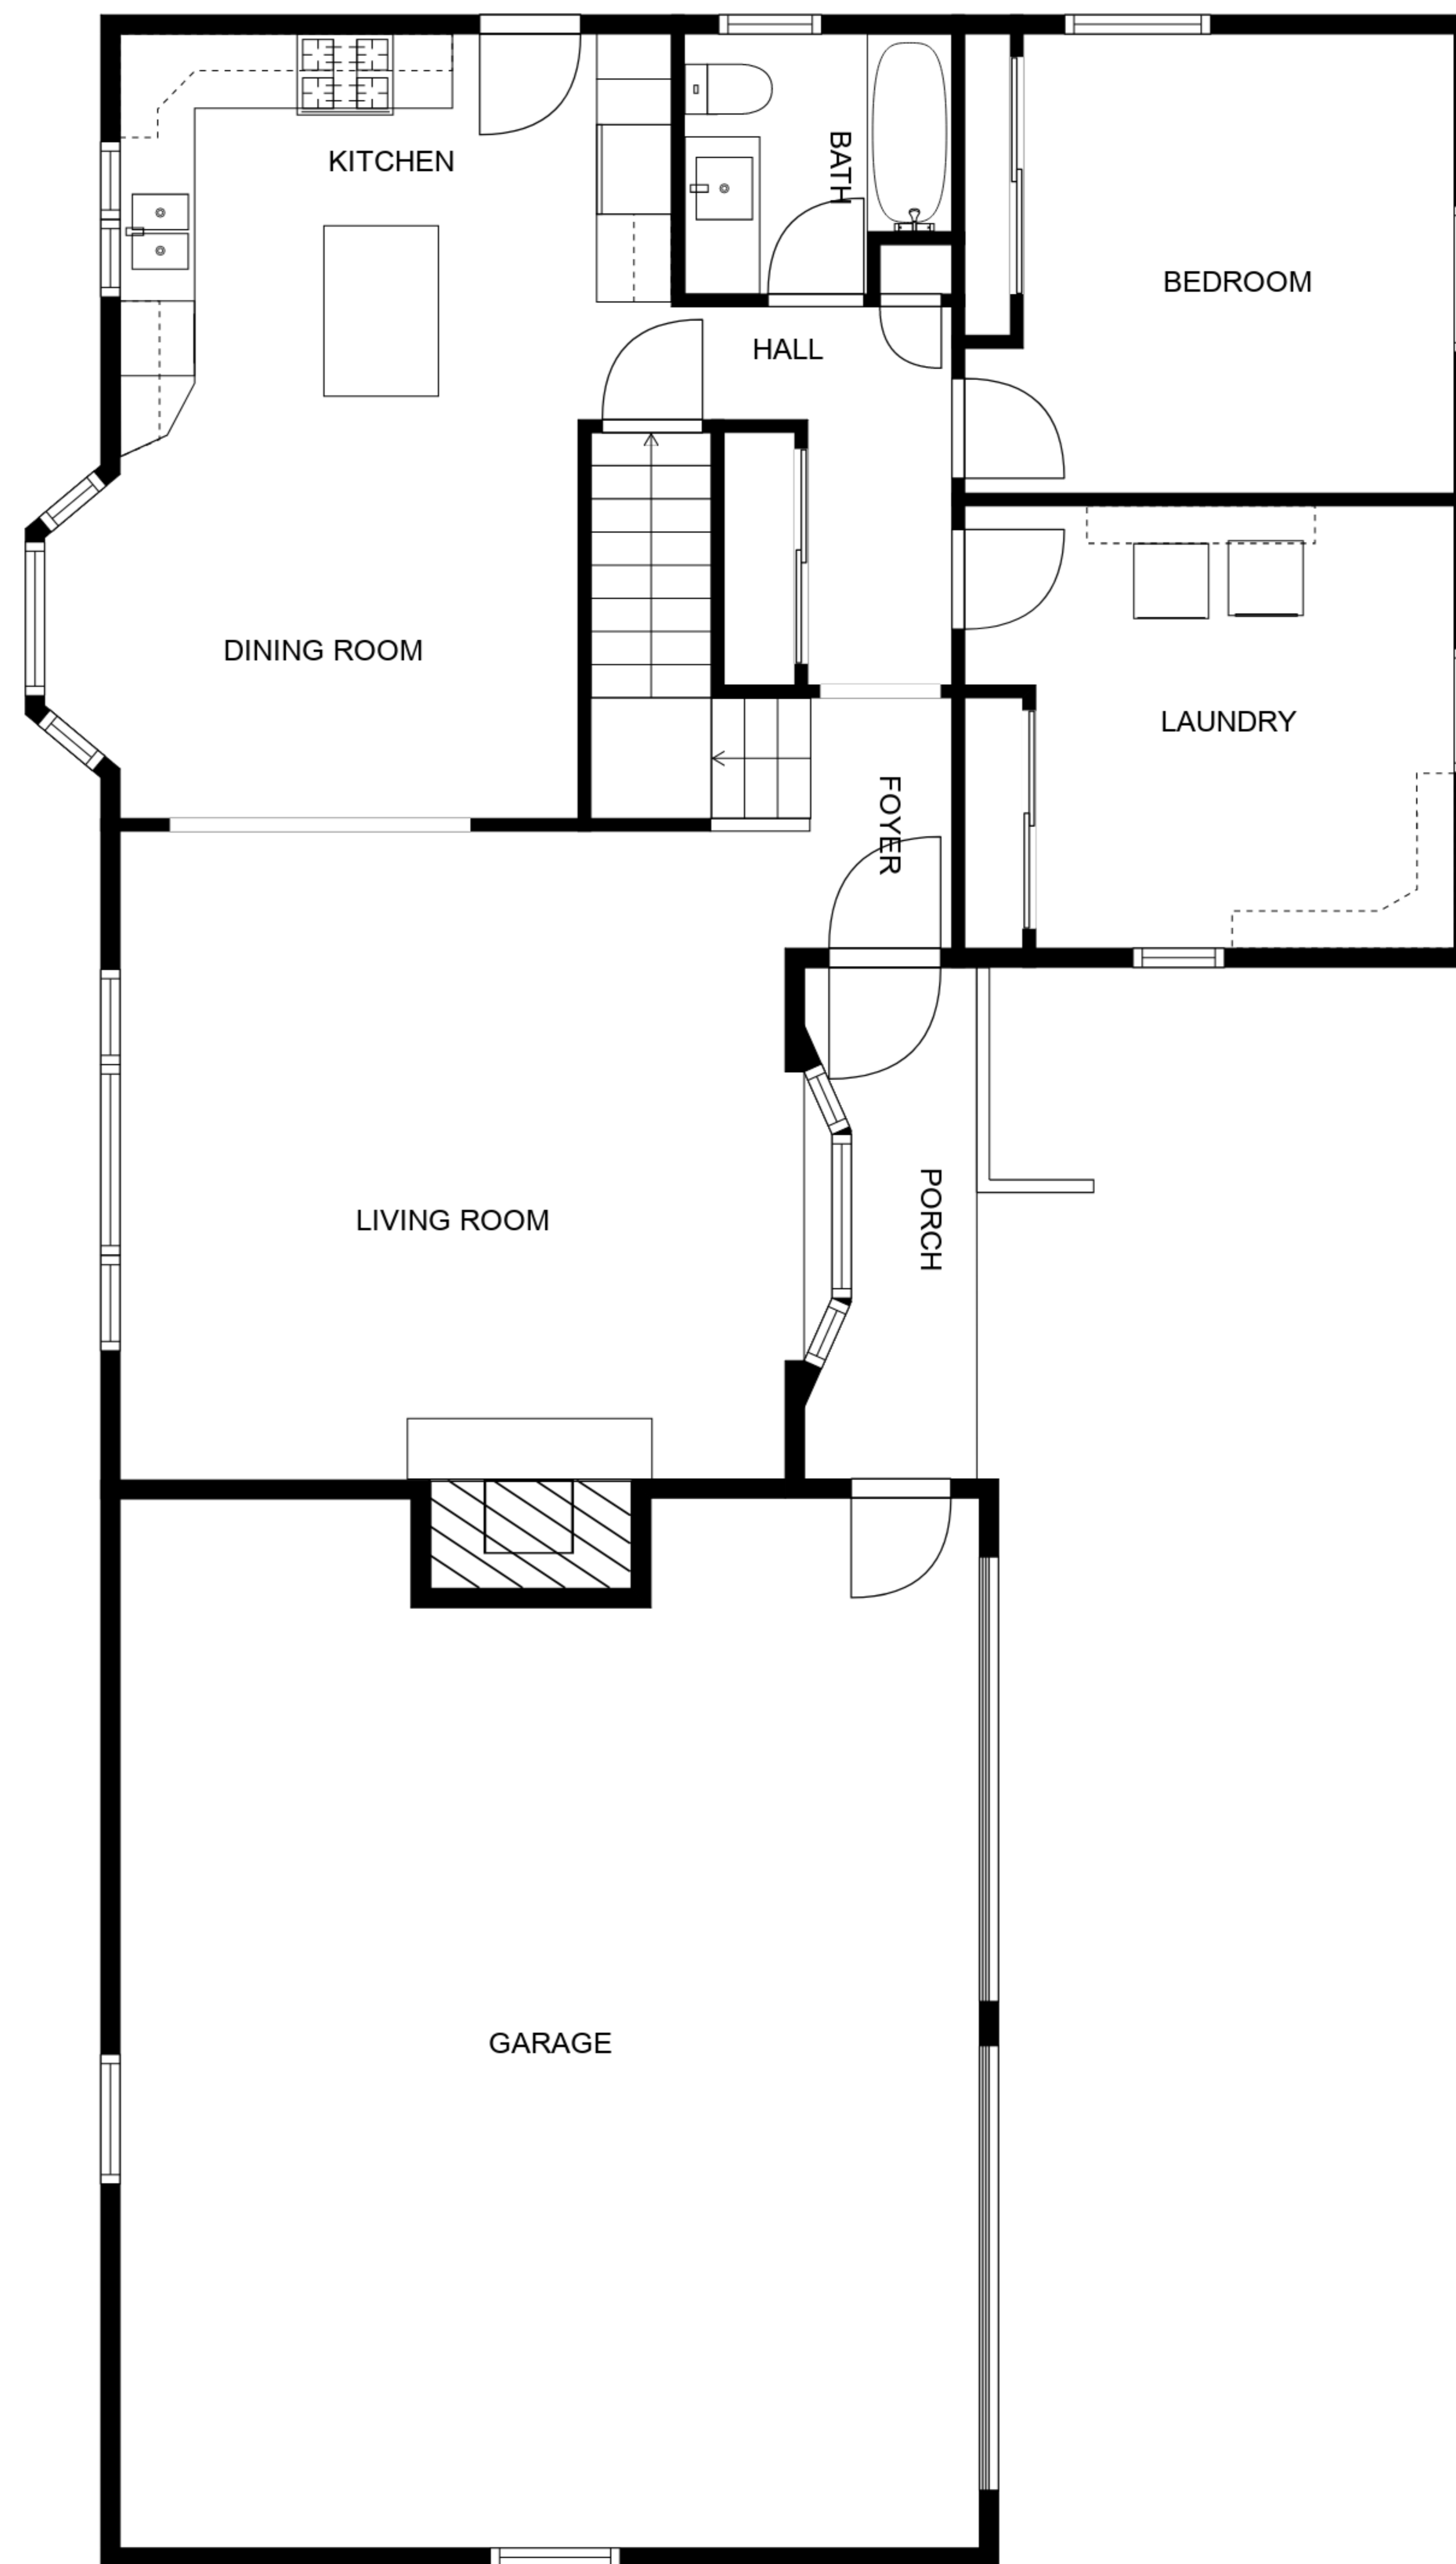 KITCHEN
BATH
BEDROOM
HALL
DINING ROOM
LAUNDRY
FOYER
LIVING ROOM
PORCH
GARAGE